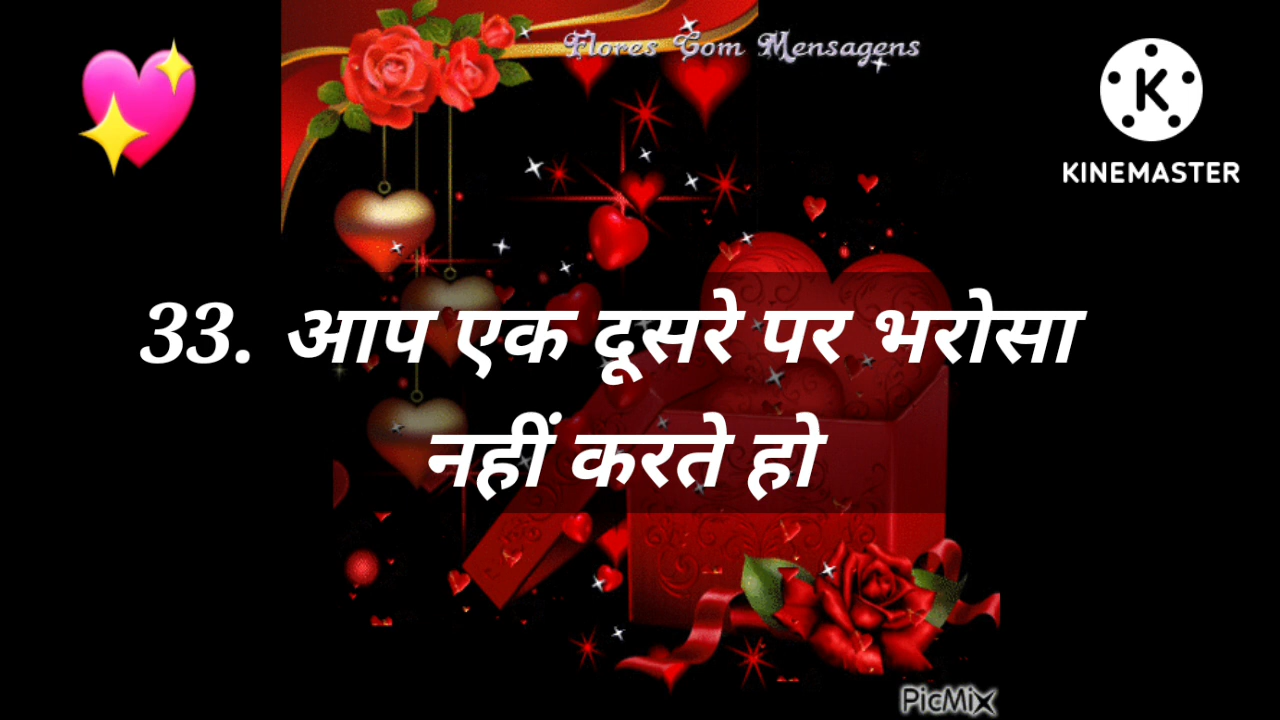 Flores Com Mensagens
K
KINEMASTER
33. आप एक दूसरे पर भरोसा
नहीं करते हो
PicMiX